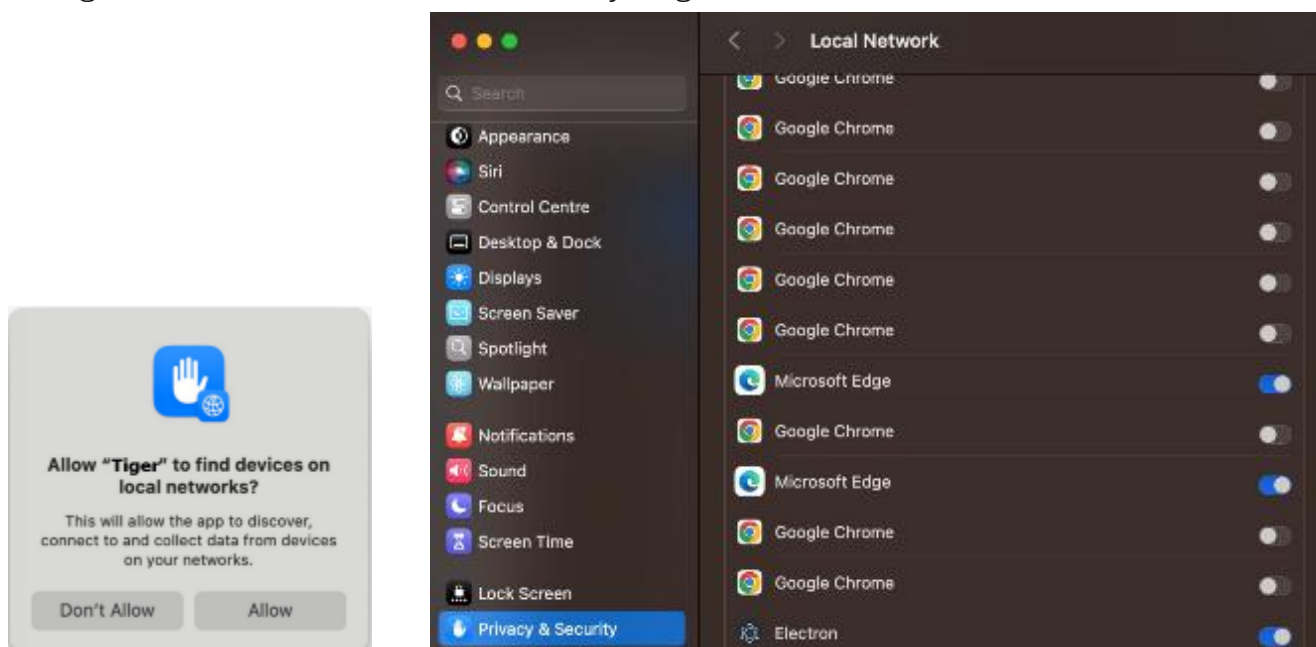 Allow "Tiger" to find devices on
local networks?
This will allow the app to discover,
connect to and collect data from devices
on your networks.
Don't Allow
Allow
Search
Appearance
Siri
Control Centre
Desktop & Dock
Displays
Screen Saver
Spotlight
Wallpaper
Notifications
Sound
Focus
Screen Time
Lock Screen
Privacy & Security
Local Network
Google Chrome
Google Chrome
Google Chrome
Google Chrome
Google Chrome
Google Chrome
Microsoft Edge
Google Chrome
Microsoft Edge
Google Chrome
Google Chrome
Electron